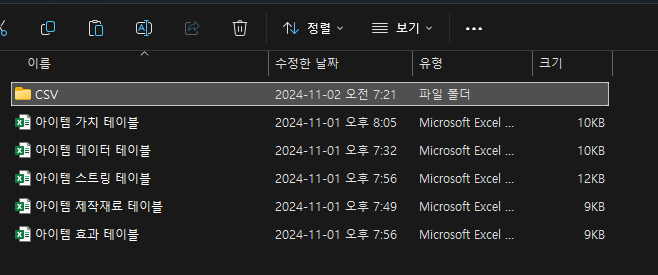 정렬 보기 •••
이름 수정한 날짜 유형 크기
CSV 2024-11-02 오전 7:21 파일 폴더
아이템 가치 테이블 2024-11-01 오후 8:05 Microsoft Excel ... 10KB
아이템 데이터 테이블 2024-11-01 오후 7:32 Microsoft Excel ... 10KB
아이템 스트링 테이블 2024-11-01 오후 7:56 Microsoft Excel ... 12KB
아이템 제작재료 테이블 2024-11-01 오후 7:49 Microsoft Excel ... 9KB
아이템 효과 테이블 2024-11-01 오후 7:56 Microsoft Excel ... 9KB